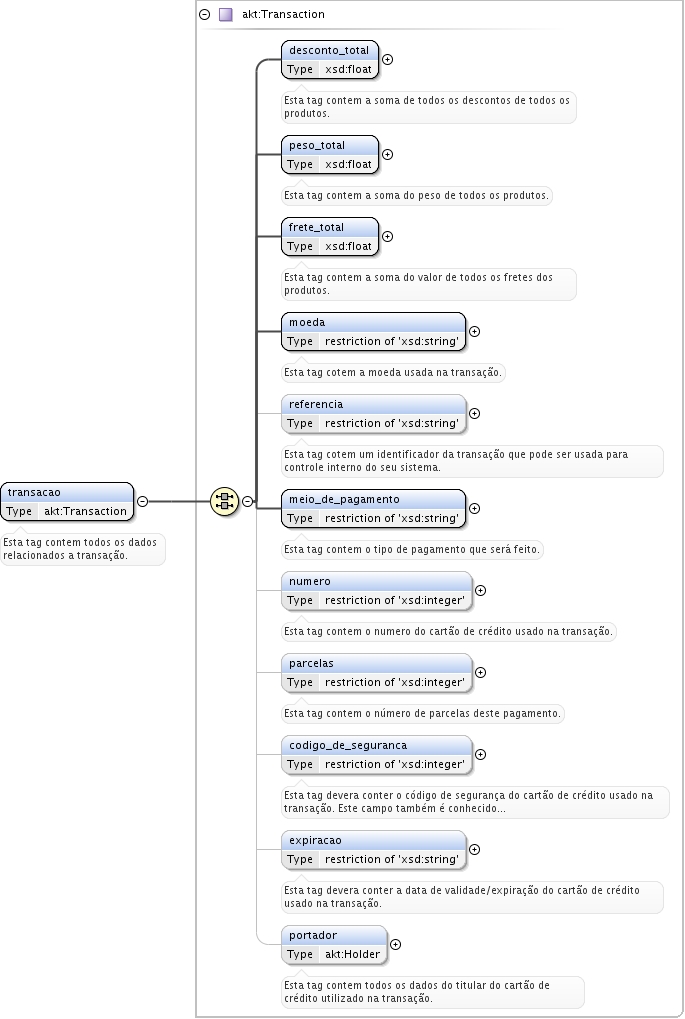 akt:Transaction
desconto_total
Type xsd:float
Esta tag contem a soma de todos os descontos de todos os
produtos.
peso_total
Type xsd:float
Esta tag contem a soma do peso de todos os produtos.
frete_total
Type xsd:float
Esta tag contem a soma do valor de todos os fretes dos
produtos.
moeda
Type restriction of 'xsd:string'
Esta tag cotem a moeda usada na transação.
referencia
Type restriction of 'xsd:string'
Esta tag cotem um identificador da transação que pode ser usada para
controle interno do seu sistema.
transacao
Type akt:Transaction
Esta tag contem todos os dados
relacionados a transação.
meio_de_pagamento
Type restriction of 'xsd:string'
Esta tag contem o tipo de pagamento que será feito.
numero
Type restriction of 'xsd:integer'
Esta tag contem o numero do cartão de crédito usado na transação.
parcelas
Type restriction of 'xsd:integer'
Esta tag contem o número de parcelas deste pagamento.
codigo_de_seguranca
Type restriction of 'xsd:integer'
Esta tag devera conter o código de segurança do cartão de crédito usado na
transação. Este campo também é conhecido...
expiracao
Type restriction of 'xsd:string'
Esta tag devera conter a data de validade/expiração do cartão de crédito
usado na transação.
portador
Type akt:Holder
Esta tag contem todos os dados do titular do cartão de
crédito utilizado na transação.